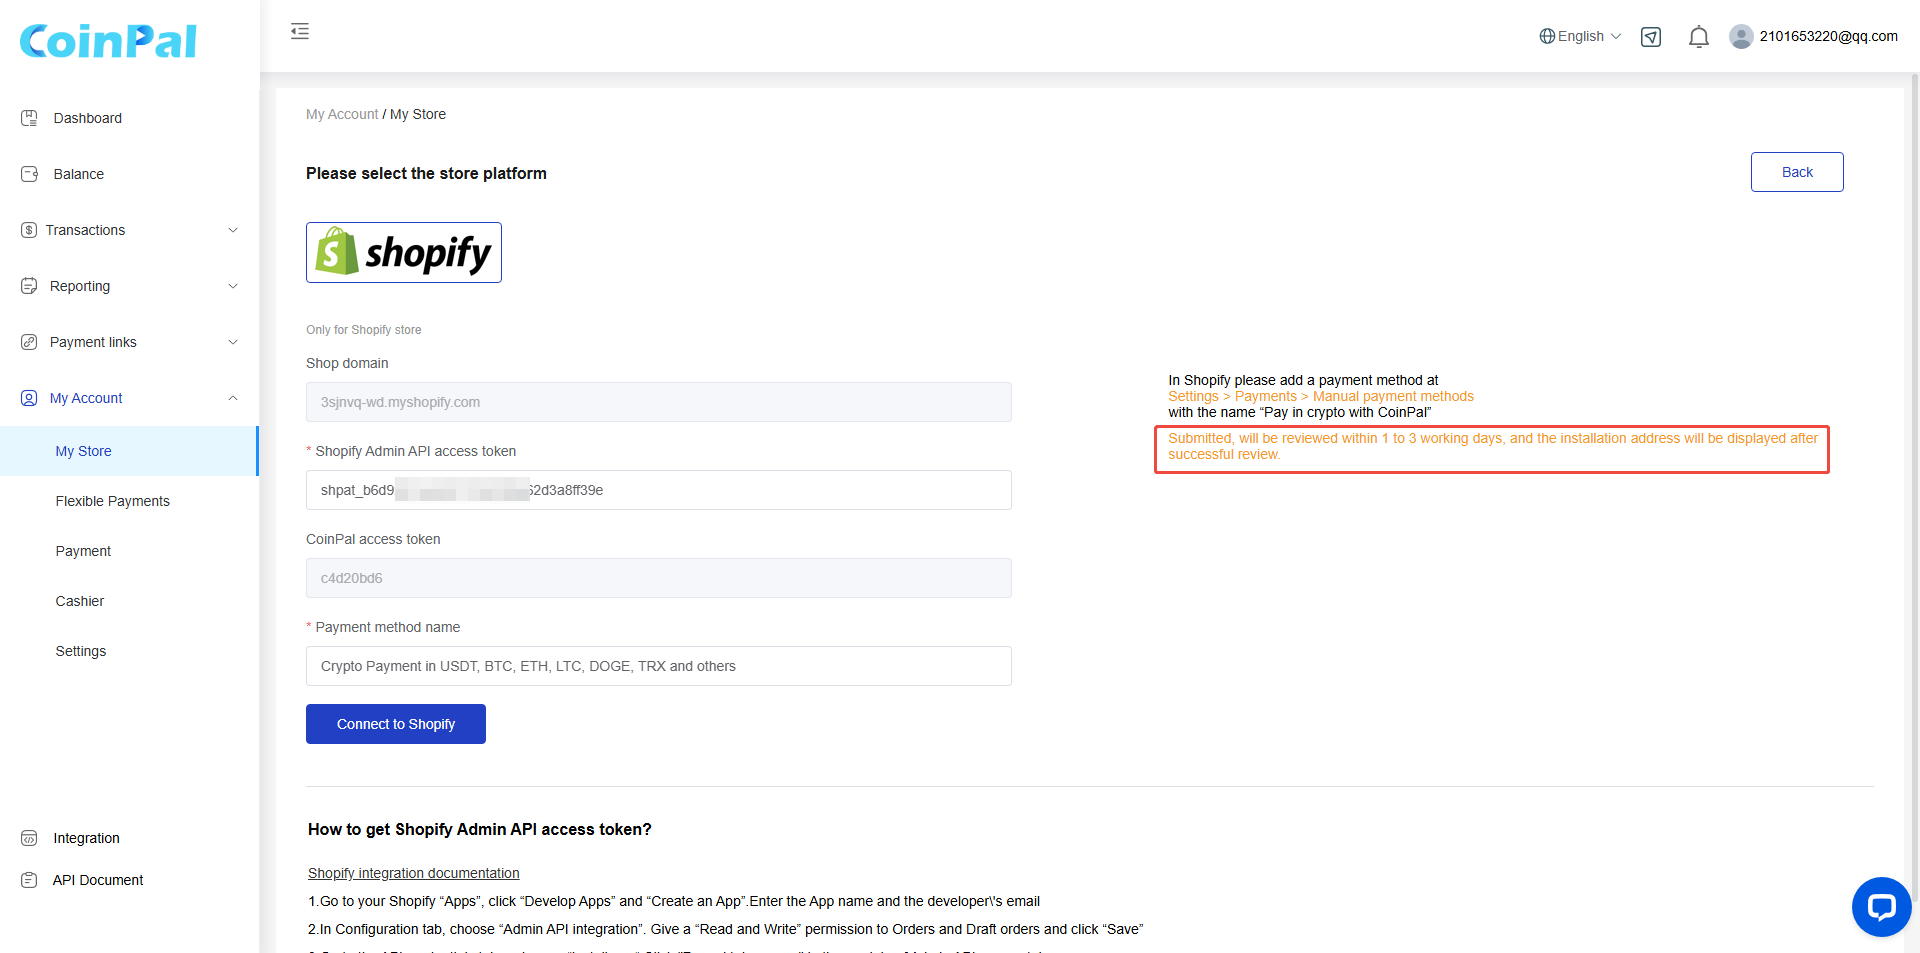 CoinPal
English
2101653220@qq.com
Dashboard
Balance
Transactions
Reporting
Payment links
My Account
My Store
Flexible Payments
Payment
Cashier
Settings
Integration
API Document
My Account / My Store
Please select the store platform
Back
shopify
Only for Shopify store
Shop domain
3sjnvq-wd.myshopify.com
* Shopify Admin API access token
shpat_b6d9 62d3a8ff39e
CoinPal access token
c4d20bd6
* Payment method name
Crypto Payment in USDT, BTC, ETH, LTC, DOGE, TRX and others
Connect to Shopify
In Shopify please add a payment method at
Settings > Payments > Manual payment methods
with the name “Pay in crypto with CoinPal”
Submitted, will be reviewed within 1 to 3 working days, and the installation address will be displayed after
successful review.
How to get Shopify Admin API access token?
Shopify integration documentation
1.Go to your Shopify “Apps”, click “Develop Apps” and “Create an App”.Enter the App name and the developer\'s email
2.In Configuration tab, choose “Admin API integration”. Give a “Read and Write” permission to Orders and Draft orders and click “Save”